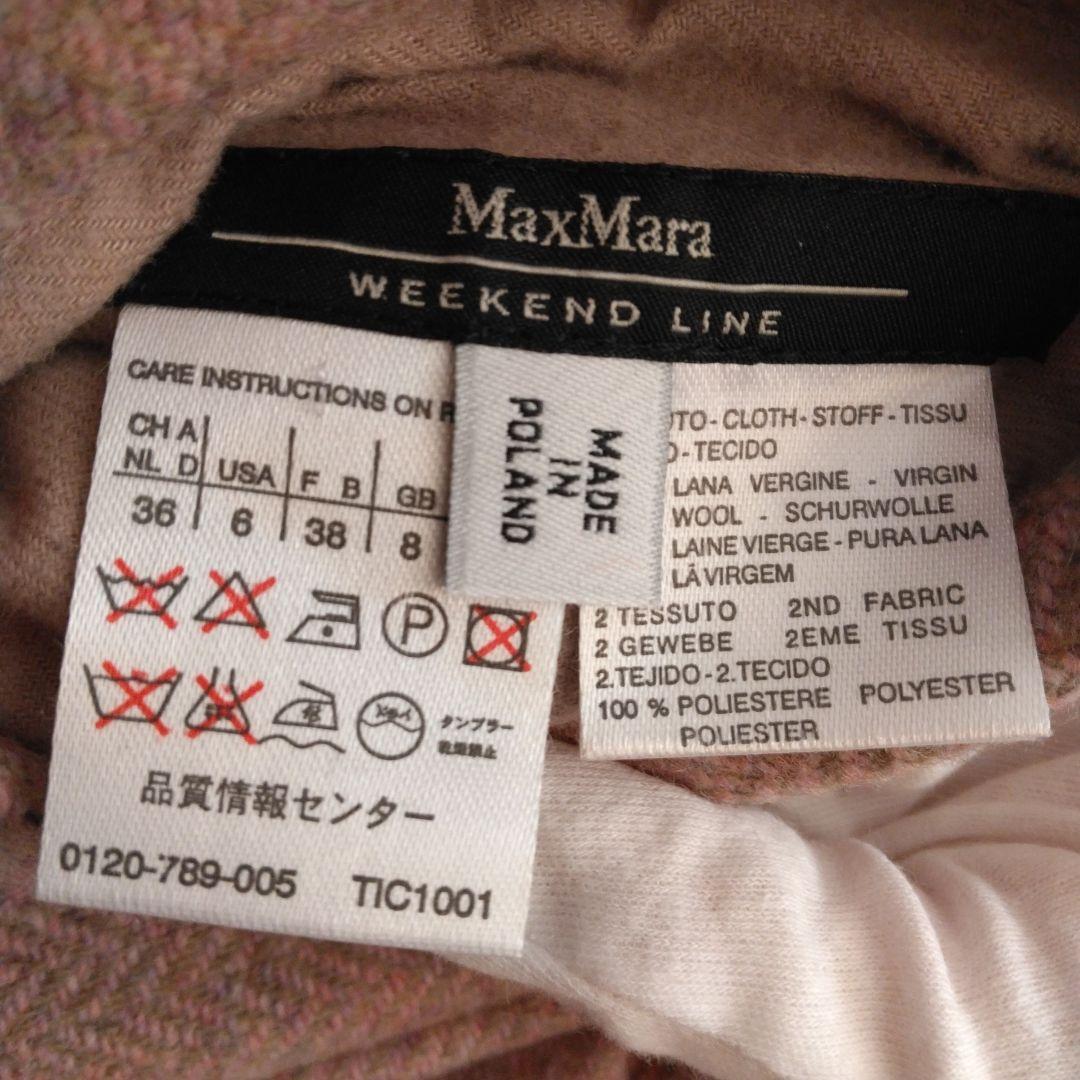 MaxMara
WEEKEND LINE
CARE INSTRUCTIONS ON
CH A
NL D USA F B GB
36 6 38 8
P
タンブラー
乾燥禁止
品質情報センター
0120-789-005 TIC1001
MADE
IN
POLAND
CLOTH-STOFF-TISSU
TECIDO
LANA VERGINE - VIRGIN
WOOL - SCHURWOLLE
LAINE VIERGE-PURA LANA
LÃ VIRGEM
2 TESSUTO 2ND FABRIC
2 GEWEBE 2EME TISSU
2.TEJIDO-2.TECIDO
100 % POLIESTERE POLYESTER
POLIESTER